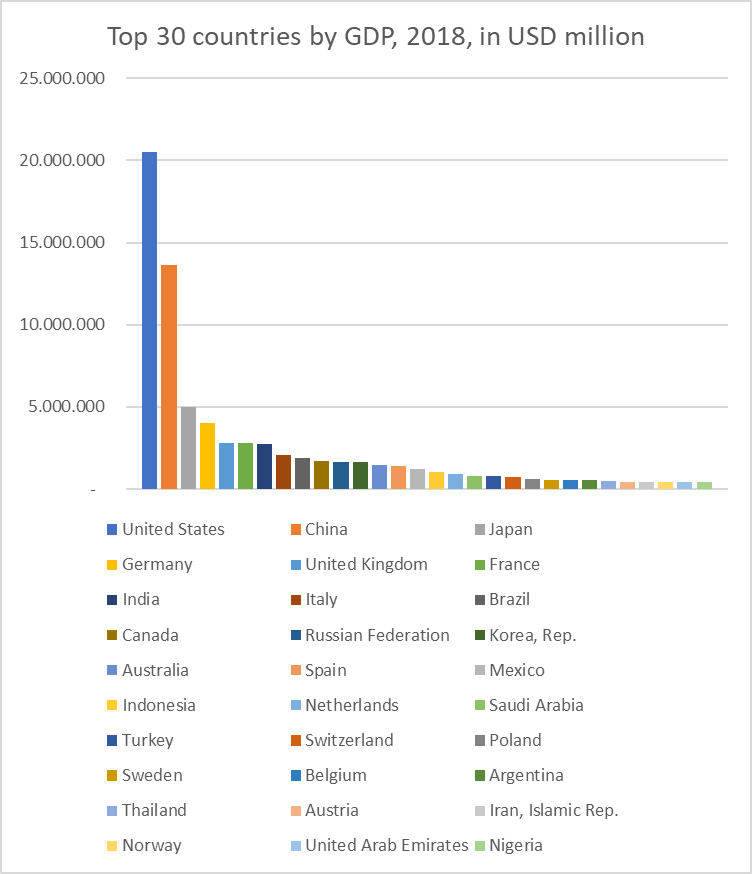 Top 30 countries by GDP, 2018, in USD million
25.000.000
20.000.000
15.000.000
10.000.000
5.000.000
-
United States China Japan
Germany United Kingdom France
India Italy Brazil
Canada Russian Federation Korea, Rep.
Australia Spain Mexico
Indonesia Netherlands Saudi Arabia
Turkey Switzerland Poland
Sweden Belgium Argentina
Thailand Austria Iran, Islamic Rep.
Norway United Arab Emirates Nigeria